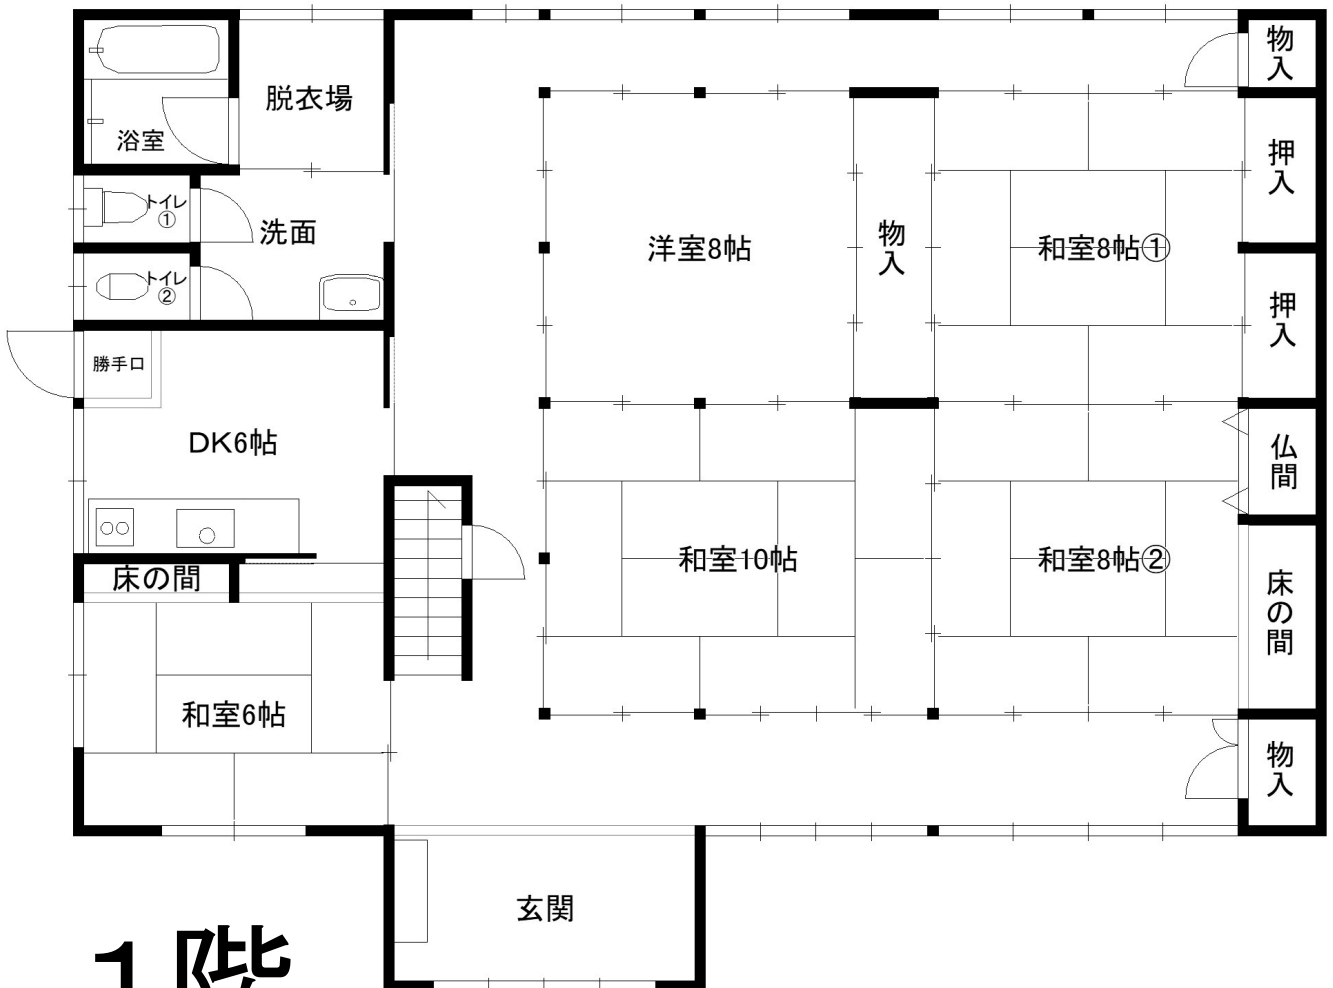 物入
脱衣場
浴室
押入
トイレ
①
洗面
洋室8帖
物入
和室8帖①
トイレ
②
押入
勝手口
DK6帖
仏間
和室10帖
和室8帖②
床の間
床の間
和室6帖
物入
玄関
1階